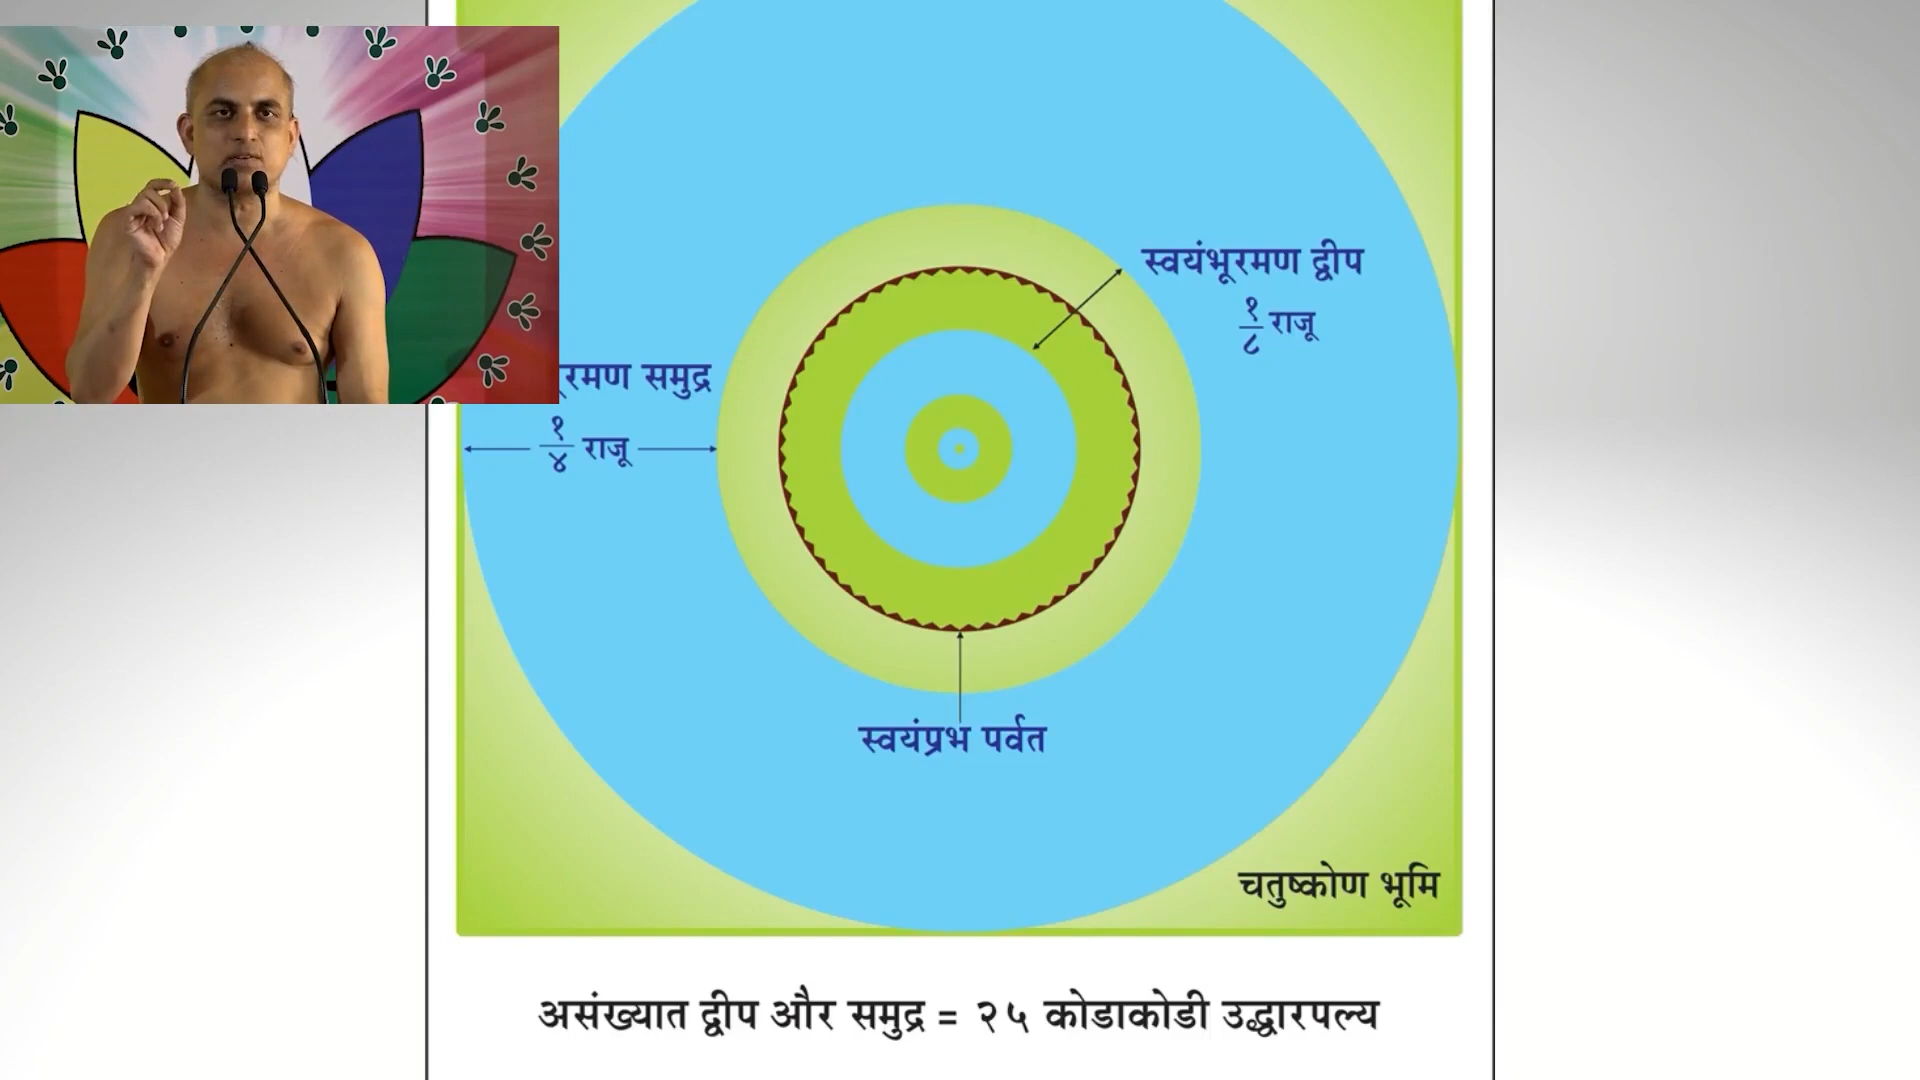 स्वयंभूरमण द्वीप
१/८ राजू
रमण समुद्र
१/४ राजू
स्वयंप्रभ पर्वत
चतुष्कोण भूमि
असंख्यात द्वीप और समुद्र = २५ कोडाकोडी उद्धारपल्य